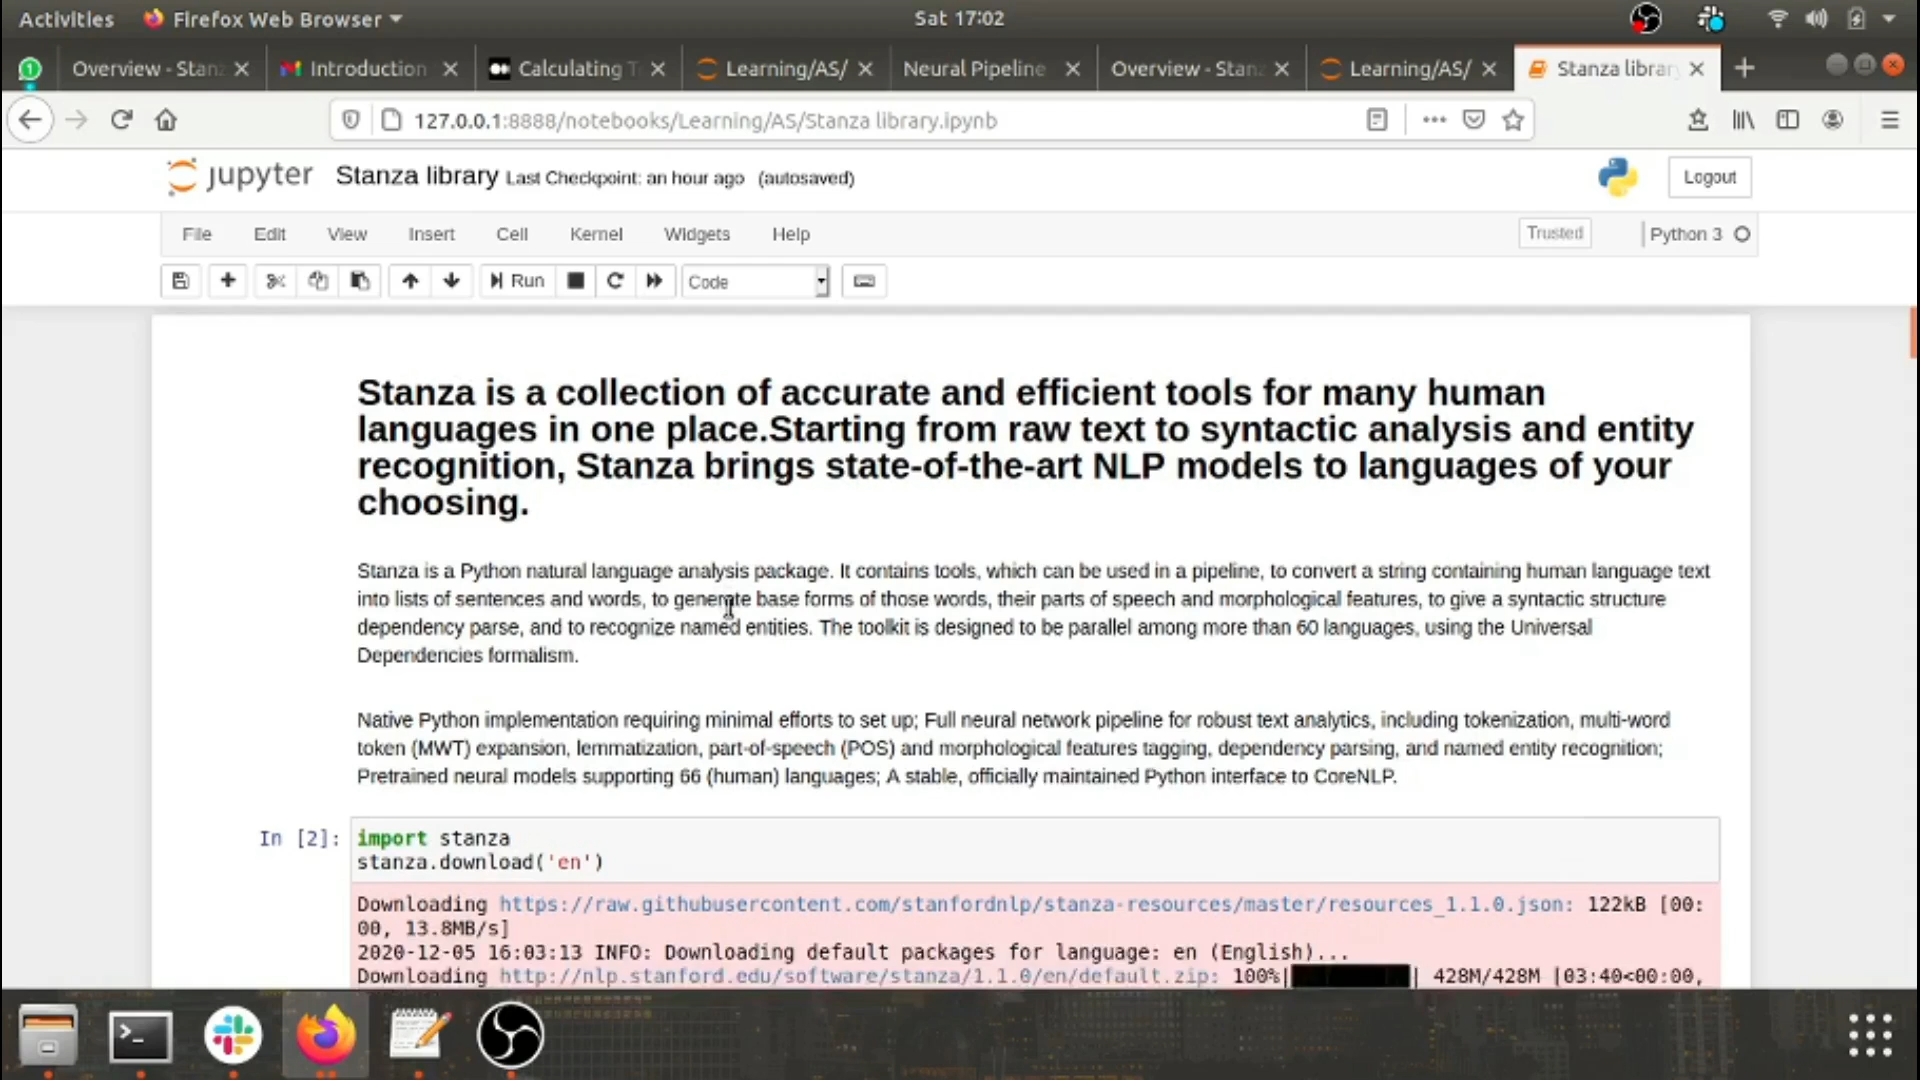 Activities Firefox Web Browser Sat 17:02
1 Overview - Stan Introduction Calculating T Learning/AS/ Neural Pipeline Overview - Stan Learning/AS/ Stanza librar
127.0.0.1:8888/notebooks/Learning/AS/Stanza library.ipynb
jupyter Stanza library Last Checkpoint: an hour ago (autosaved) Logout
File Edit View Insert Cell Kernel Widgets Help Trusted Python 3
Run Code
Stanza is a collection of accurate and efficient tools for many human
languages in one place.Starting from raw text to syntactic analysis and entity
recognition, Stanza brings state-of-the-art NLP models to languages of your
choosing.
Stanza is a Python natural language analysis package. It contains tools, which can be used in a pipeline, to convert a string containing human language text
into lists of sentences and words, to generate base forms of those words, their parts of speech and morphological features, to give a syntactic structure
dependency parse, and to recognize named entities. The toolkit is designed to be parallel among more than 60 languages, using the Universal
Dependencies formalism.
Native Python implementation requiring minimal efforts to set up; Full neural network pipeline for robust text analytics, including tokenization, multi-word
token (MWT) expansion, lemmatization, part-of-speech (POS) and morphological features tagging, dependency parsing, and named entity recognition;
Pretrained neural models supporting 66 (human) languages; A stable, officially maintained Python interface to CoreNLP.
In [2]: import stanza
stanza.download('en')
Downloading https://raw.githubusercontent.com/stanfordnlp/stanza-resources/master/resources_1.1.0.json: 122kB [00:
00, 13.8MB/s]
2020-12-05 16:03:13 INFO: Downloading default packages for language: en (English)...
Downloading http://nlp.stanford.edu/software/stanza/1.1.0/en/default.zip: 100%|██████████| 428M/428M [03:40<00:00,